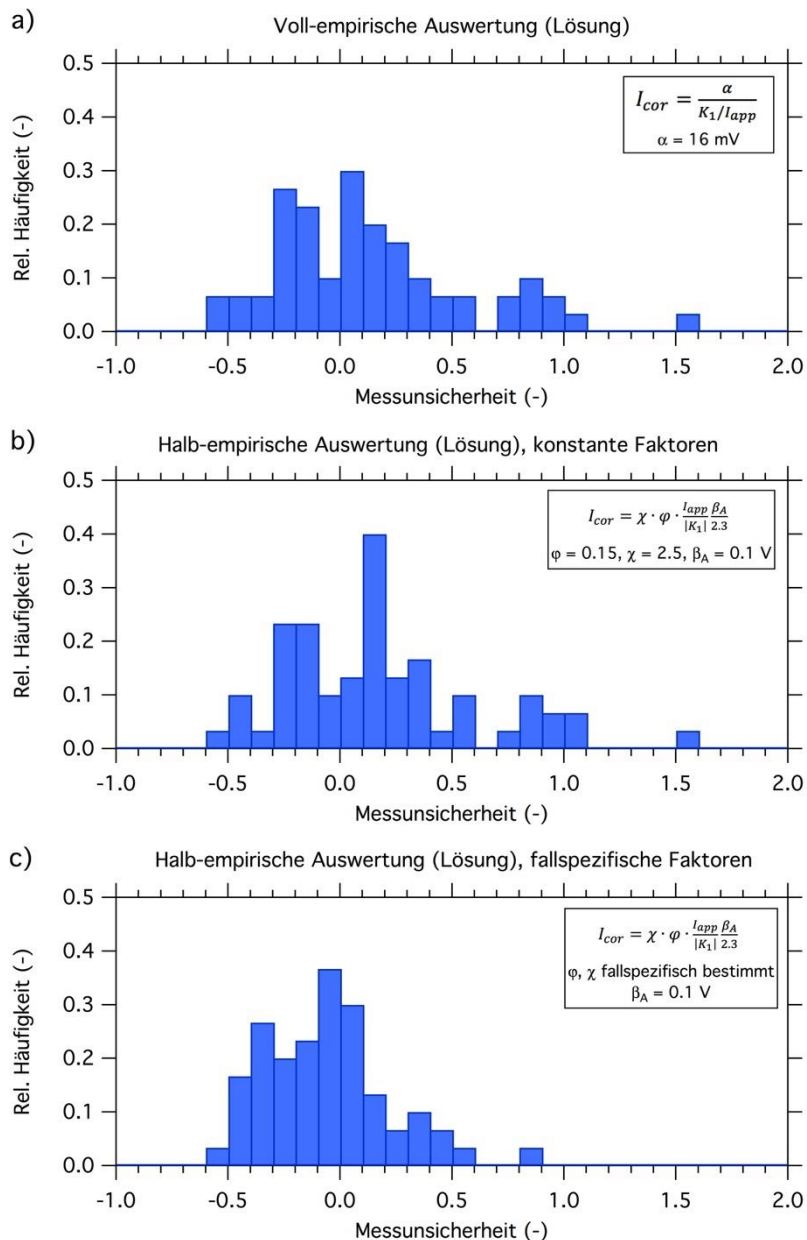 a)
Voll-empirische Auswertung (Lösung)
0.5
0.4
0.3
0.2
0.1
0.0
Rel. Häufigkeit (-)
I_cor = α / K_1/I_app
α = 16 mV
-1.0 -0.5 0.0 0.5 1.0 1.5 2.0
Messunsicherheit (-)
b)
Halb-empirische Auswertung (Lösung), konstante Faktoren
0.5
0.4
0.3
0.2
0.1
0.0
Rel. Häufigkeit (-)
I_cor = χ · φ · I_app/|K_1| β_A/2.3
φ = 0.15, χ = 2.5, β_A = 0.1 V
-1.0 -0.5 0.0 0.5 1.0 1.5 2.0
Messunsicherheit (-)
c)
Halb-empirische Auswertung (Lösung), fallspezifische Faktoren
0.5
0.4
0.3
0.2
0.1
0.0
Rel. Häufigkeit (-)
I_cor = χ · φ · I_app/|K_1| β_A/2.3
φ, χ fallspezifisch bestimmt
β_A = 0.1 V
-1.0 -0.5 0.0 0.5 1.0 1.5 2.0
Messunsicherheit (-)